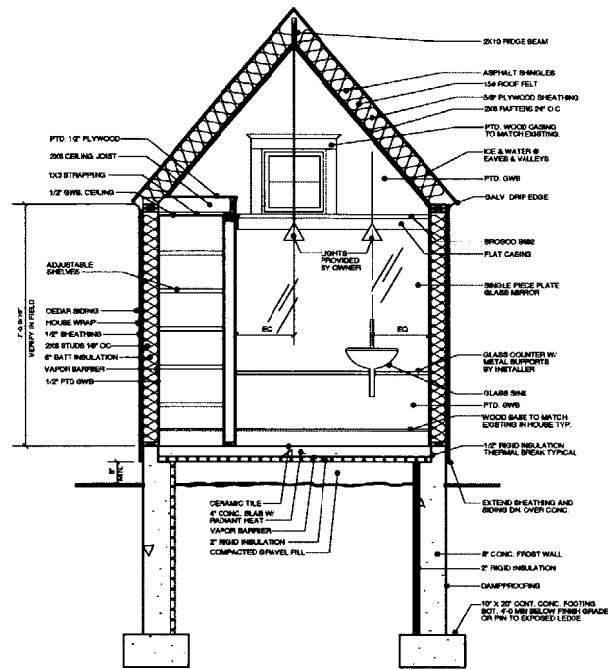 2X10 RIDGE BEAM
ASPHALT SHINGLES
15# ROOF FELT
5/8" PLYWOOD SHEATHING
2X8 RAFTERS 24" O C
PTD. WOOD CASING
TO MATCH EXISTING.
ICE & WATER @
EAVES & VALLEYS
PTD. GWB
GALV DRIP EDGE
BROSCO
FLAT CASING
SINGLE PIECE PLATE
GLASS MIRROR
GLASS COUNTER W/
METAL SUPPORTS
BY INSTALLER
GLASS SINK
PTD. GWB
WOOD BASE TO MATCH
EXISTING IN HOUSE TYP.
1/2" RIGID INSULATION
THERMAL BREAK TYPICAL
EXTEND SHEATHING AND
SIDING DN. OVER CONC.
8" CONC. FROST WALL
2" RIGID INSULATION
DAMPPROOFING
10" X 20" CONT. CONC. FOOTING
BOT. 4'-0 MIN BELOW FINISH GRADE
OR PIN TO EXPOSED LEDGE
PTD. 1/2" PLYWOOD
2X6 CEILING JOIST
1X3 STRAPPING
1/2" GWB. CEILING
ADJUSTABLE
SHELVES
CEDAR SIDING
HOUSE WRAP
1/2" SHEATHING
2X6 STUDS 16" OC
6" BATT INSULATION
VAPOR BARRIER
1/2" PTD GWB
VERIFY IN FIELD
8"
MIN.
LIGHTS
PROVIDED
BY OWNER
EQ
EQ
CERAMIC TILE
4" CONC. SLAB W/
RADIANT HEAT
VAPOR BARRIER
2" RIGID INSULATION
COMPACTED GRAVEL FILL